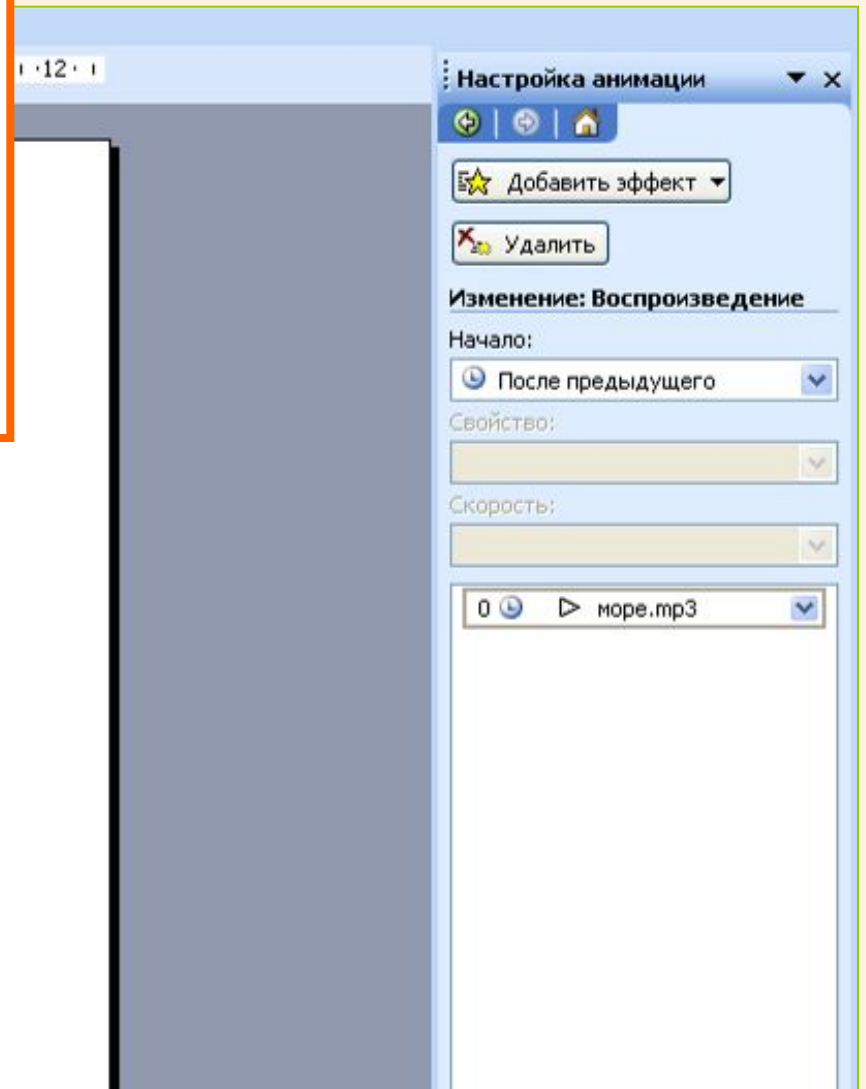 12
Настройка анимации
Добавить эффект
Удалить
Изменение: Воспроизведение
Начало:
После предыдущего
Свойство:
Скорость:
0 море.mp3